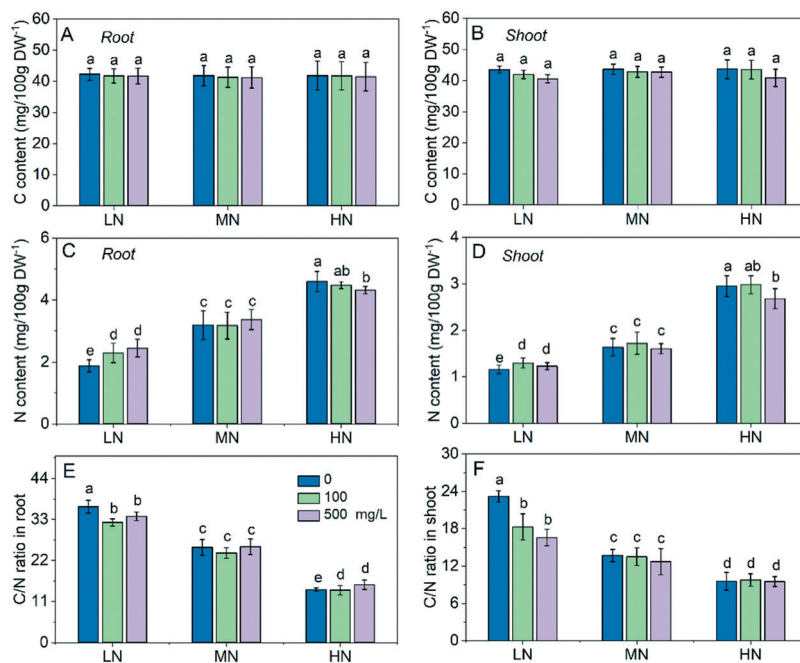 A Root
C content (mg/100g DW⁻¹)
60
40
20
0
a a a a a a a a a
LN MN HN
B Shoot
C content (mg/100g DW⁻¹)
60
50
40
30
20
10
0
a a a a a a a a a
LN MN HN
C Root
N content (mg/100g DW⁻¹)
6
4
2
0
e d d c c c a ab b
LN MN HN
D Shoot
N content (mg/100g DW⁻¹)
4
3
2
1
0
e d d c c c a ab b
LN MN HN
E
C/N ratio in root
44
33
22
11
0
a b b c c c e d d
0
100
500 mg/L
LN MN HN
F
C/N ratio in shoot
30
24
18
12
6
0
a b b c c c d d d
LN MN HN